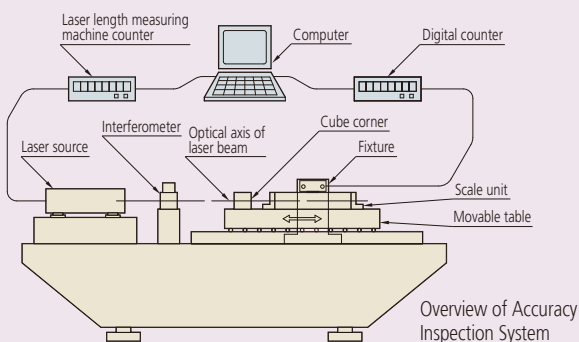 Laser length measuring
machine counter
Computer
Digital counter
Interferometer
Optical axis of
laser beam
Cube corner
Fixture
Laser source
Scale unit
Movable table
Overview of Accuracy
Inspection System